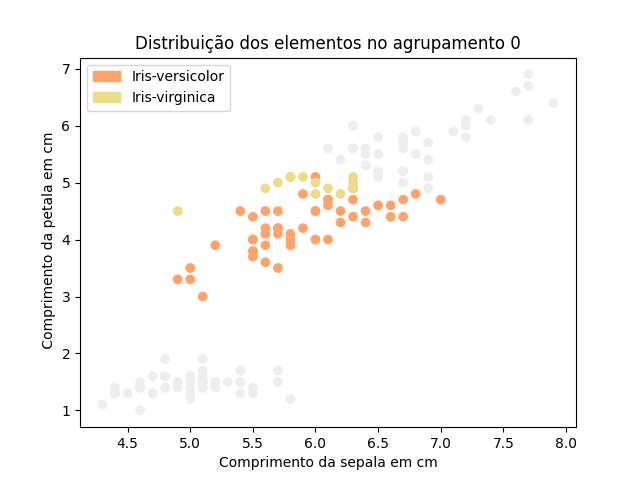 Distribuição dos elementos no agrupamento 0
Iris-versicolor
Iris-virginica
Comprimento da petala em cm
7
6
5
4
3
2
1
4.5 5.0 5.5 6.0 6.5 7.0 7.5 8.0
Comprimento da sepala em cm